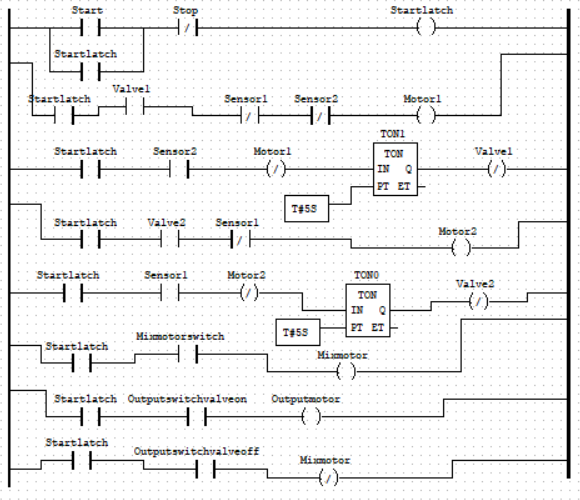 Start Stop Startlatch
Startlatch
Startlatch Valve1 Sensor1 Sensor2 Motor1
TON1
Startlatch Sensor2 Motor1 TON Valve1
IN Q
PT ET
T#5S
Startlatch Valve2 Sensor1 Motor2
TON0
Startlatch Sensor1 Motor2 TON Valve2
IN Q
T#5S PT ET
Startlatch Mixmotorswitch Mixmotor
Startlatch Outputswitchvalveon Outputmotor
Startlatch Outputswitchvalveoff Mixmotor